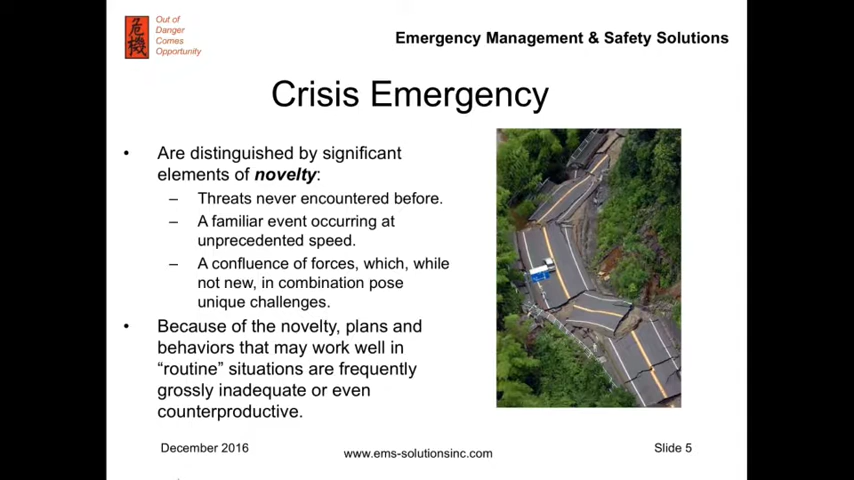 危
機
Out of
Danger
Comes
Opportunity
Emergency Management & Safety Solutions
Crisis Emergency
• Are distinguished by significant
elements of novelty:
– Threats never encountered before.
– A familiar event occurring at
unprecedented speed.
– A confluence of forces, which, while
not new, in combination pose
unique challenges.
• Because of the novelty, plans and
behaviors that may work well in
“routine” situations are frequently
grossly inadequate or even
counterproductive.
December 2016
www.ems-solutionsinc.com
Slide 5